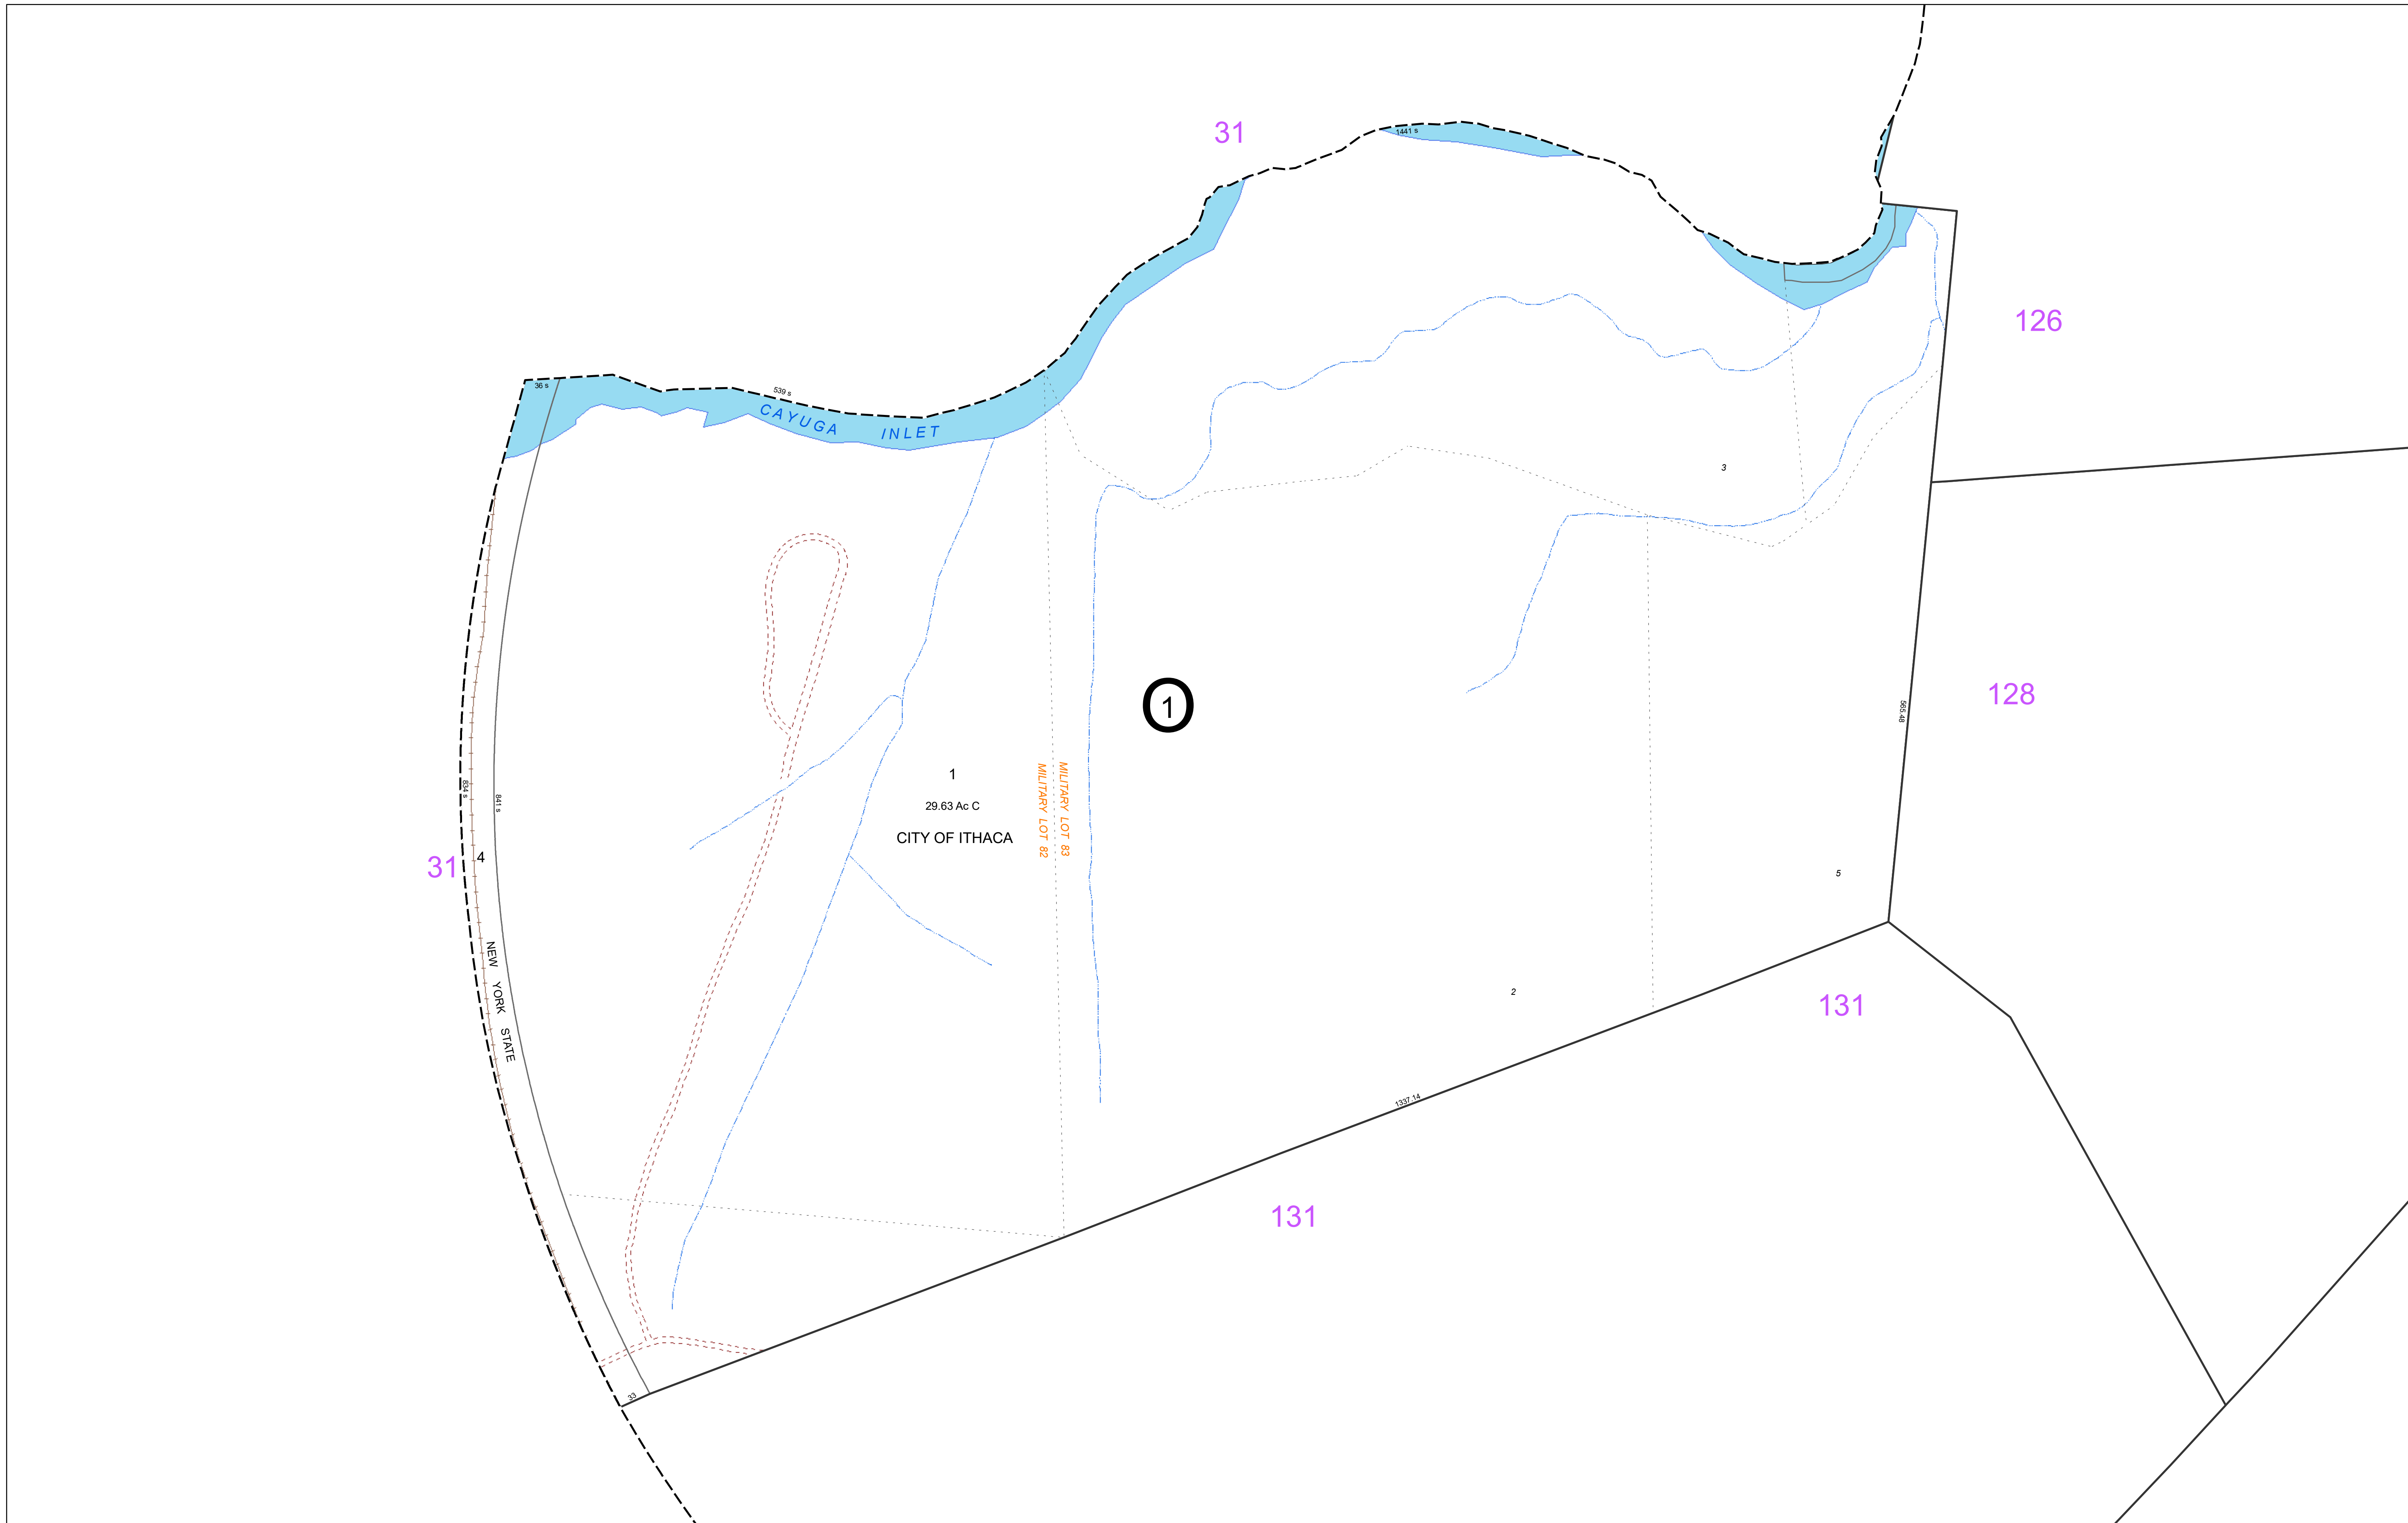 31
1441 s
126
36 s
539 s
CAYUGA INLET
3
128
565.48
1
1
29.63 Ac C
CITY OF ITHACA
MILITARY LOT 82
MILITARY LOT 83
834 s
841 s
31
4
5
NEW YORK STATE
2
131
1337.14
131
33